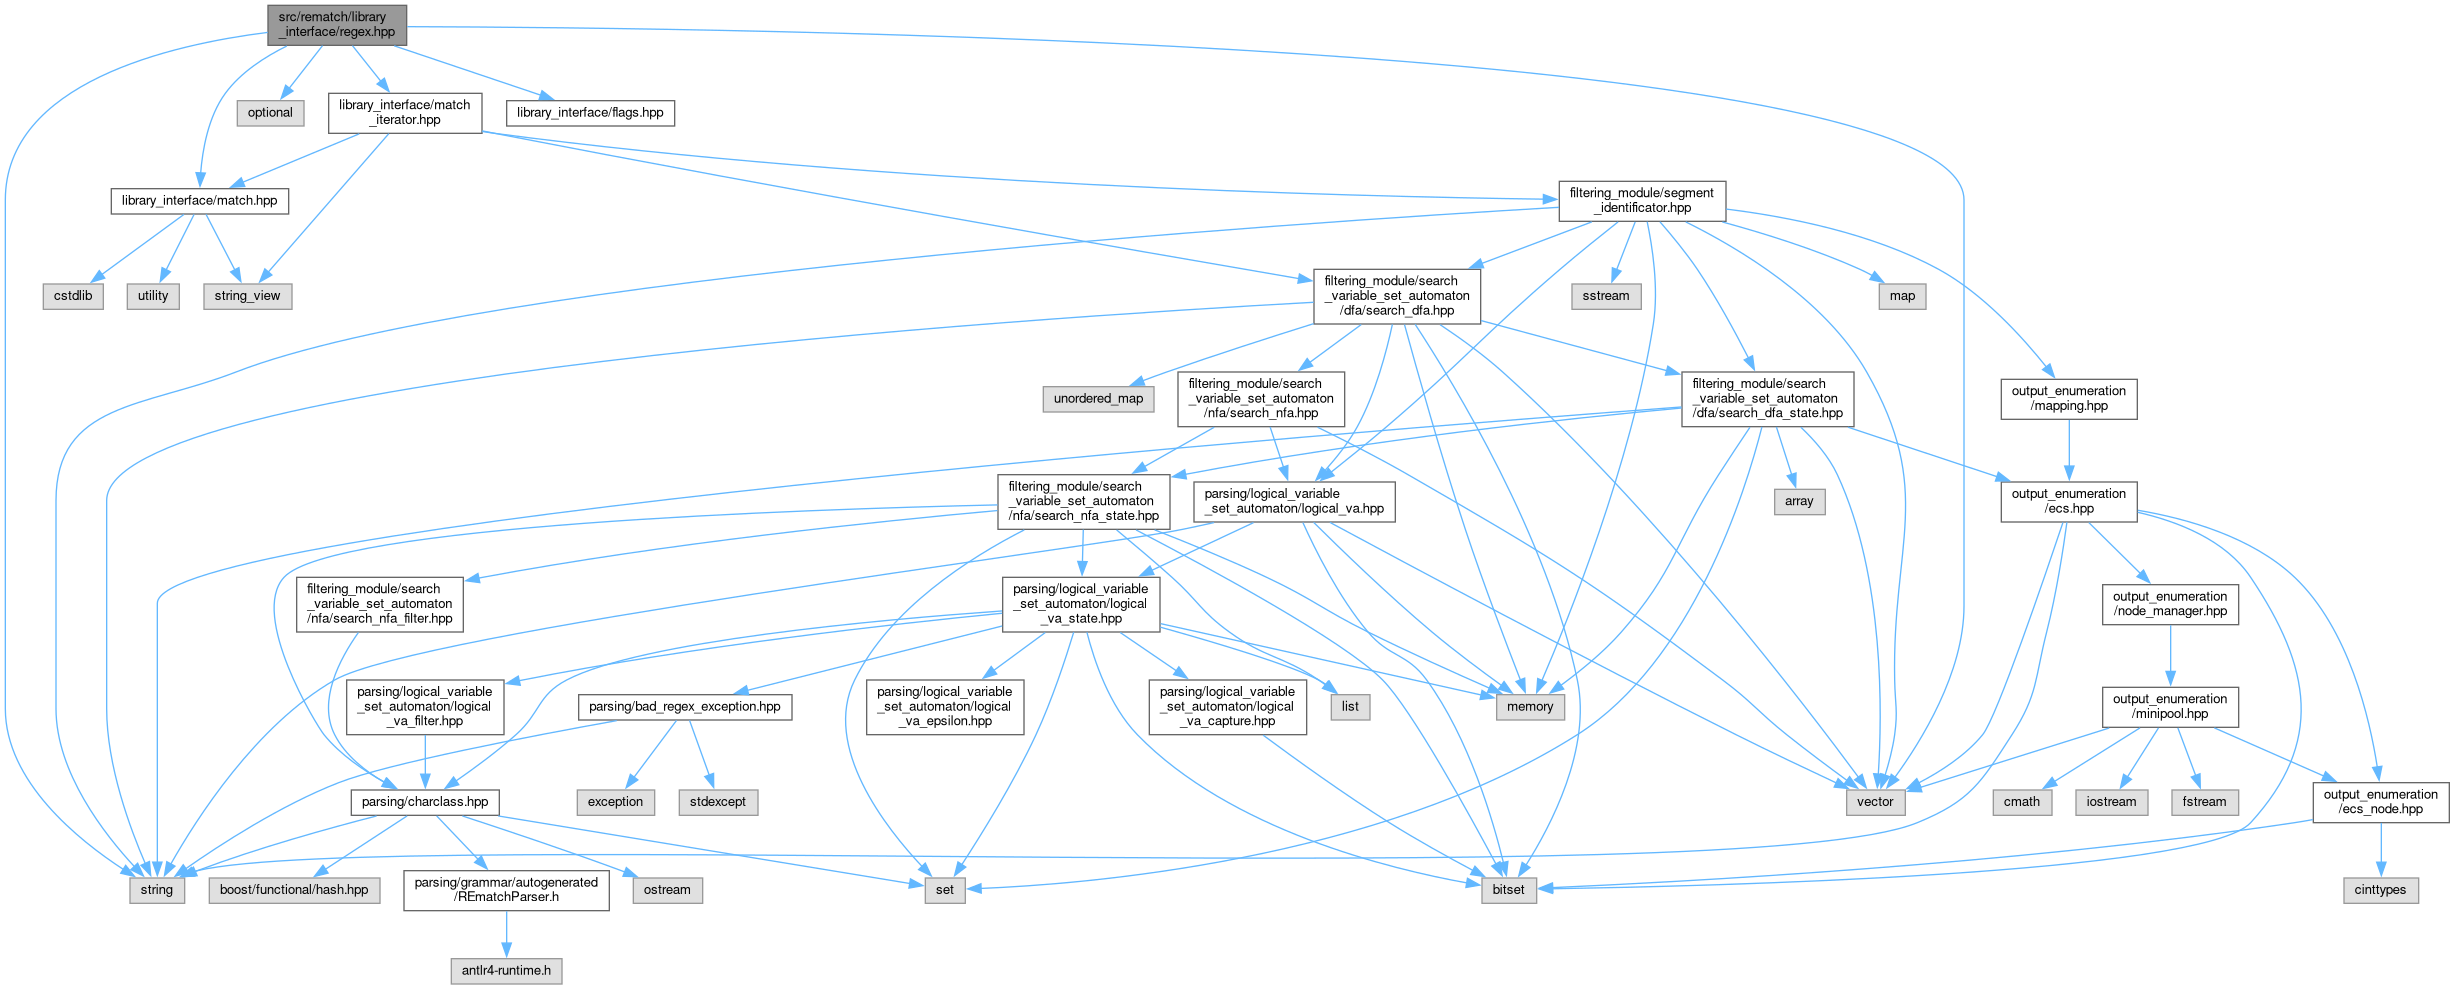 src/rematch/library
_interface/regex.hpp
optional
library_interface/match
_iterator.hpp
library_interface/flags.hpp
library_interface/match.hpp
filtering_module/segment
_identificator.hpp
cstdlib
utility
string_view
filtering_module/search
_variable_set_automaton
/dfa/search_dfa.hpp
sstream
map
unordered_map
filtering_module/search
_variable_set_automaton
/nfa/search_nfa.hpp
filtering_module/search
_variable_set_automaton
/dfa/search_dfa_state.hpp
output_enumeration
/mapping.hpp
filtering_module/search
_variable_set_automaton
/nfa/search_nfa_state.hpp
parsing/logical_variable
_set_automaton/logical_va.hpp
array
output_enumeration
/ecs.hpp
filtering_module/search
_variable_set_automaton
/nfa/search_nfa_filter.hpp
parsing/logical_variable
_set_automaton/logical
_va_state.hpp
output_enumeration
/node_manager.hpp
parsing/logical_variable
_set_automaton/logical
_va_filter.hpp
parsing/bad_regex_exception.hpp
parsing/logical_variable
_set_automaton/logical
_va_epsilon.hpp
parsing/logical_variable
_set_automaton/logical
_va_capture.hpp
list
memory
output_enumeration
/minipool.hpp
parsing/charclass.hpp
exception
stdexcept
vector
cmath
iostream
fstream
output_enumeration
/ecs_node.hpp
string
boost/functional/hash.hpp
parsing/grammar/autogenerated
/REmatchParser.h
ostream
set
bitset
cinttypes
antlr4-runtime.h